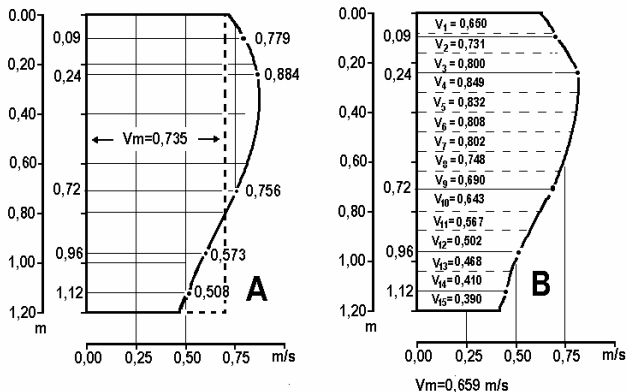 0.00
0,20
0,40
0,60
0,80
1,00
1,20
m
0,09
0,24
0,72
0,96
1,12
0,779
0,884
Vm=0,735
0,756
0,573
0,508
A
0,00 0,25 0,50 0,75 m/s
0.00
0,20
0,40
0,60
0,80
1,00
1,20
m
0,09
0,24
0,72
0,96
1,12
V1 = 0,650
V2 = 0,731
V3 = 0,800
V4 = 0,849
V5 = 0,832
V6 = 0,808
V7 = 0,802
V8 = 0,748
V9 = 0,690
V10 = 0,643
V11 = 0,567
V12 = 0,502
V13 = 0,468
V14 = 0,410
V15 = 0,390
B
0,00 0,25 0,50 0,75 m/s
Vm=0,659 m/s